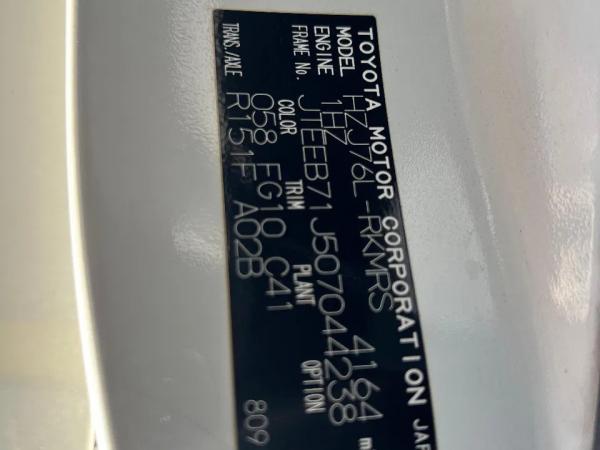 TOYOTA MOTOR CORPORATION JAP
MODEL HZJ76L-RKMRS
ENGINE 1HZ 4164 m
FRAME No. JTEEB71J507044238
COLOR TRIM PLANT OPTION
058 FG10 C41
TRANS./AXLE R151F A02B 809